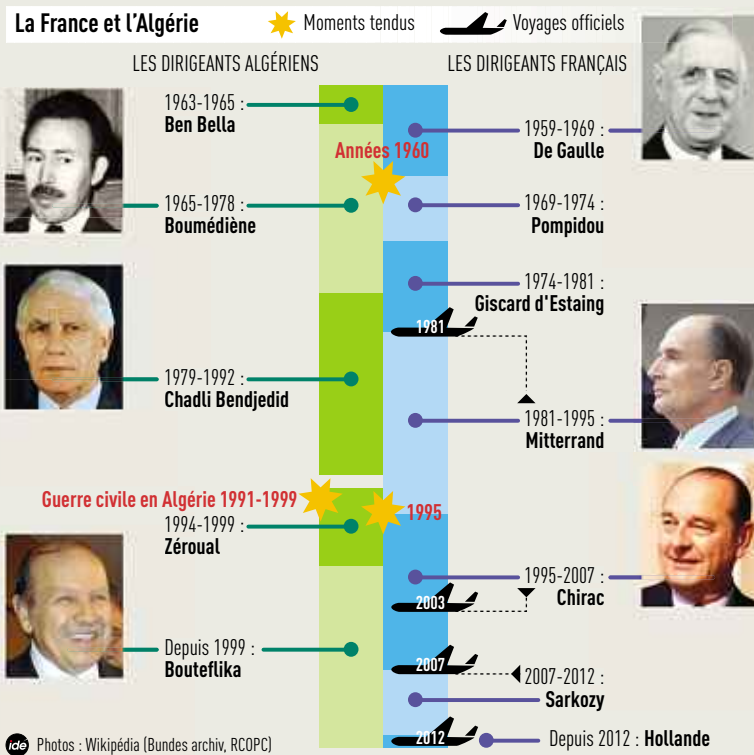 La France et l'Algérie
Moments tendus
Voyages officiels
LES DIRIGEANTS ALGÉRIENS
LES DIRIGEANTS FRANÇAIS
1963-1965 :
Ben Bella
Années 1960
1959-1969 :
De Gaulle
1965-1978 :
Boumédiène
1969-1974 :
Pompidou
1974-1981 :
Giscard d'Estaing
1981
1979-1992 :
Chadli Bendjedid
1981-1995 :
Mitterrand
Guerre civile en Algérie 1991-1999
1995
1994-1999 :
Zéroual
1995-2007 :
Chirac
2003
Depuis 1999 :
Bouteflika
2007
2007-2012 :
Sarkozy
2012
Depuis 2012 : Hollande
idé Photos : Wikipédia (Bundes archiv, RCOPC)